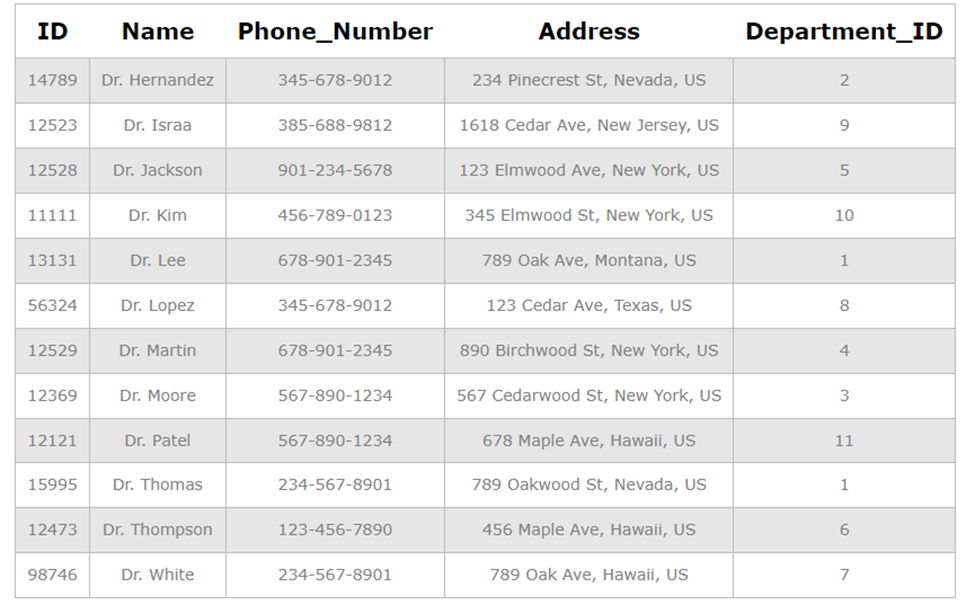 ID Name Phone_Number Address Department_ID
14789 Dr. Hernandez 345-678-9012 234 Pinecrest St, Nevada, US 2
12523 Dr. Israa 385-688-9812 1618 Cedar Ave, New Jersey, US 9
12528 Dr. Jackson 901-234-5678 123 Elmwood Ave, New York, US 5
11111 Dr. Kim 456-789-0123 345 Elmwood St, New York, US 10
13131 Dr. Lee 678-901-2345 789 Oak Ave, Montana, US 1
56324 Dr. Lopez 345-678-9012 123 Cedar Ave, Texas, US 8
12529 Dr. Martin 678-901-2345 890 Birchwood St, New York, US 4
12369 Dr. Moore 567-890-1234 567 Cedarwood St, New York, US 3
12121 Dr. Patel 567-890-1234 678 Maple Ave, Hawaii, US 11
15995 Dr. Thomas 234-567-8901 789 Oakwood St, Nevada, US 1
12473 Dr. Thompson 123-456-7890 456 Maple Ave, Hawaii, US 6
98746 Dr. White 234-567-8901 789 Oak Ave, Hawaii, US 7